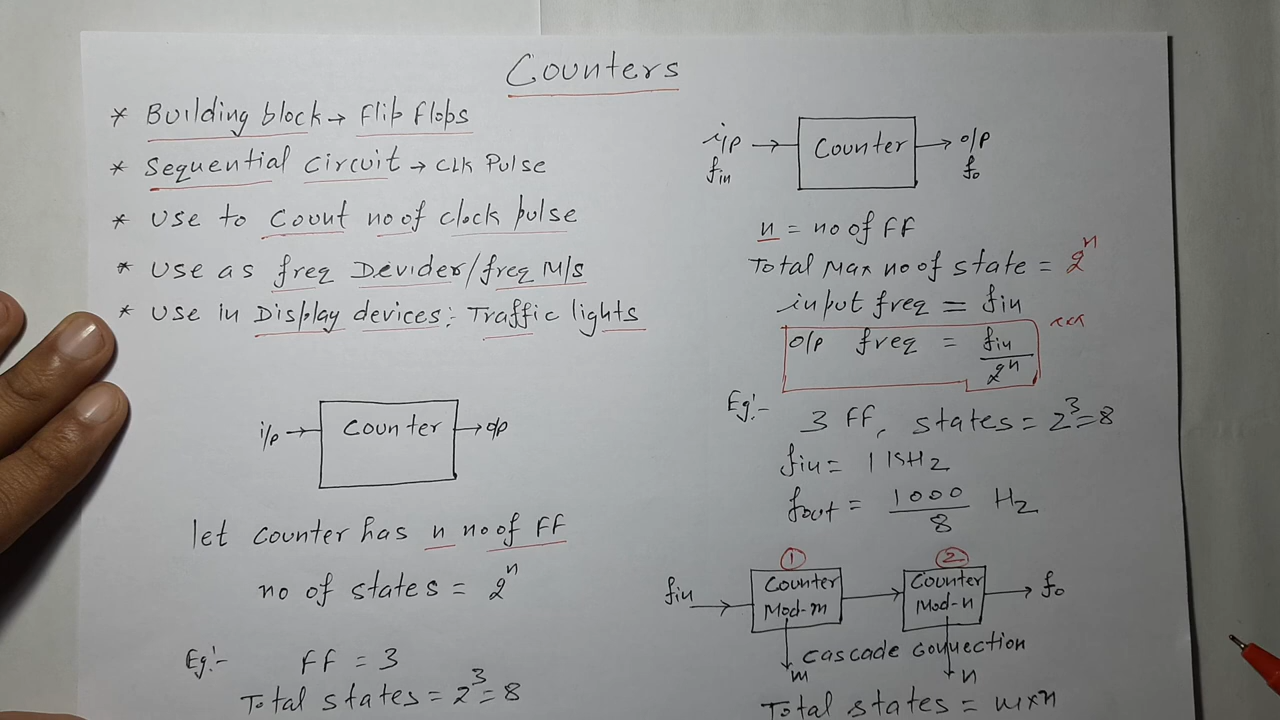 Counters
* Building block → Flip flops
* Sequential Circuit → CLK Pulse
* Use to Count no of clock pulse
* Use as freq Devider/freq M/s
* Use in Display devices: Traffic lights
i/p → Counter → o/p
let counter has n no of FF
no of states = 2^n
Eg:- FF = 3
Total states = 2^3 = 8
i/p → Counter → o/p
fin fo
n = no of FF
Total Max no of state = 2^n
input freq = fin
o/p freq = fin/2^n xxx
Eg:- 3 FF, states = 2^3 = 8
fin = 1 KHz
fout = 1000/8 Hz
1 2
fin → Counter Mod-m → Counter Mod-n → fo
cascade connection
m n
Total states = m×n